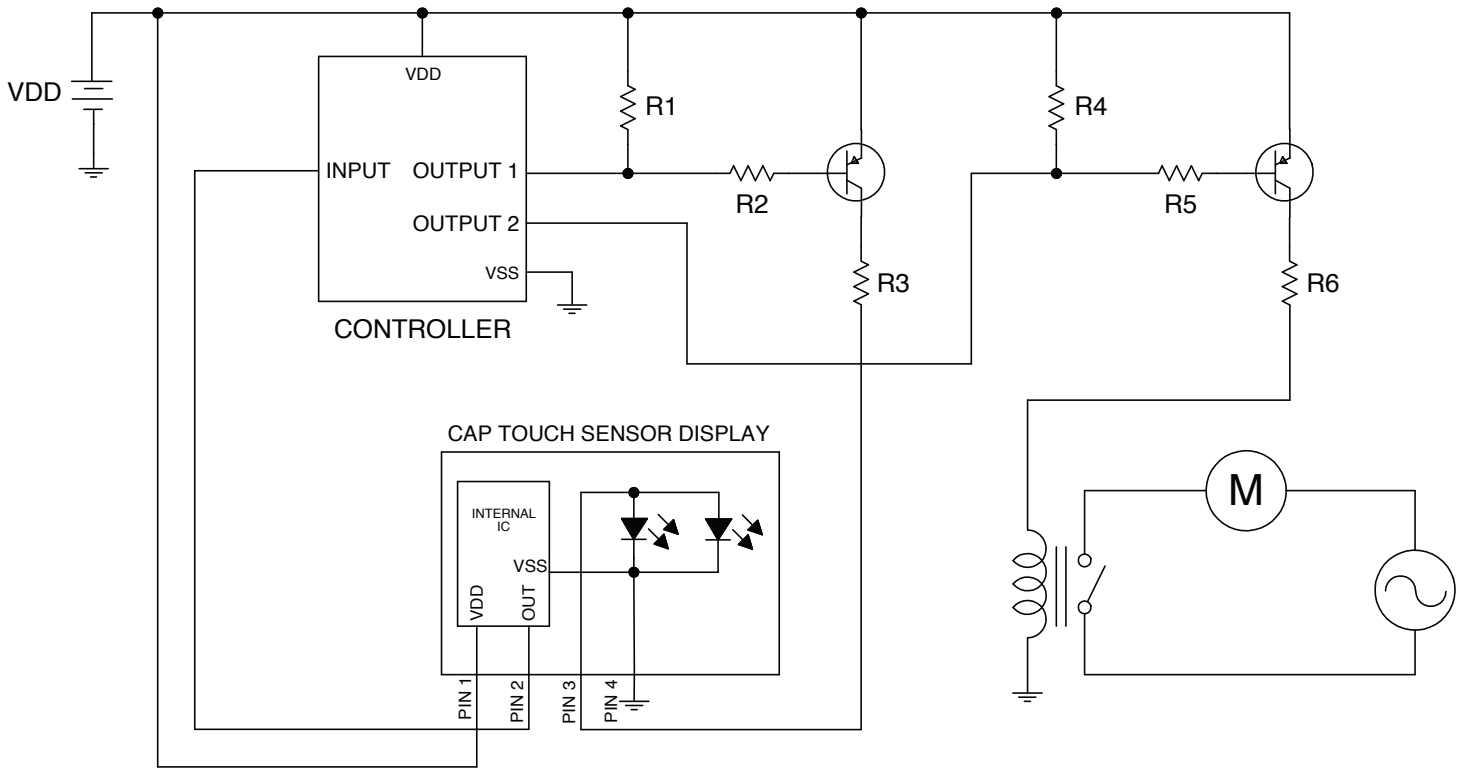 VDD
VDD
R1
R4
INPUT
OUTPUT 1
R2
R5
OUTPUT 2
VSS
R3
R6
CONTROLLER
CAP TOUCH SENSOR DISPLAY
INTERNAL
IC
VSS
VDD
OUT
M
PIN 1
PIN 2
PIN 3
PIN 4